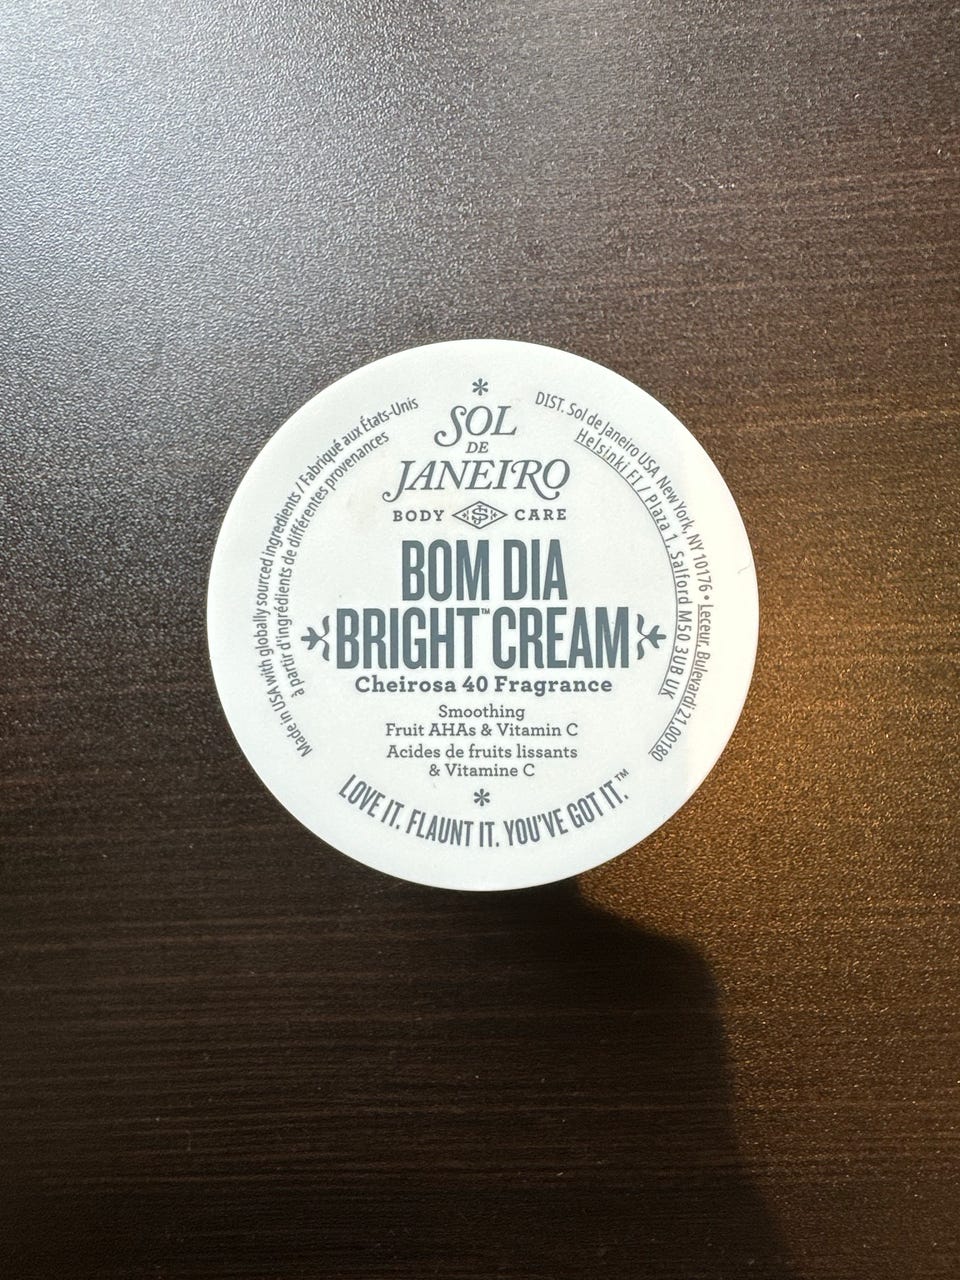 SOL
DE
JANEIRO
BODY CARE
BOM DIA
BRIGHT™ CREAM
Cheirosa 40 Fragrance
Smoothing
Fruit AHAs & Vitamin C
Acides de fruits lissants
& Vitamine C
LOVE IT. FLAUNT IT. YOU'VE GOT IT.™
Made in USA with globally sourced ingredients / Fabriqué aux États-Unis
à partir d'ingrédients de différentes provenances
DIST. Sol de Janeiro USA New York, NY 10176 • Leceur, Bulevardi 21, 00180
Helsinki FI / Plaza 1, Salford M50 3UB UK